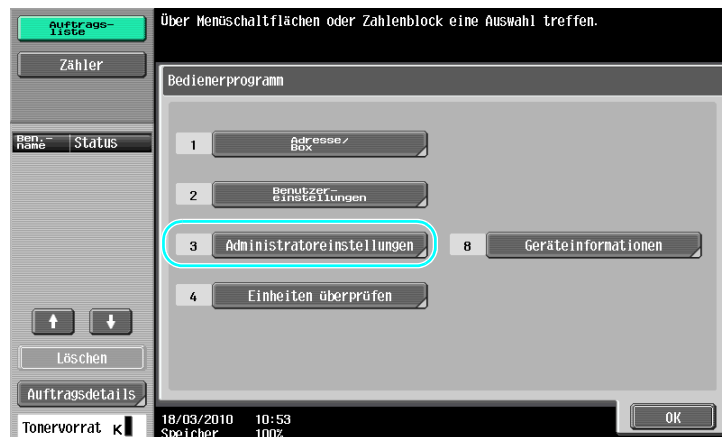 Auftrags-
liste
Zähler
Ben.-
name
Status
Löschen
Auftragsdetails
Tonervorrat K
Über Menüschaltflächen oder Zahlenblock eine Auswahl treffen.
Bedienerprogramm
1 Adresse/
Box
2 Benutzer-
einstellungen
3 Administratoreinstellungen
8 Geräteinformationen
4 Einheiten überprüfen
OK
18/03/2010 10:53
Speicher 100%